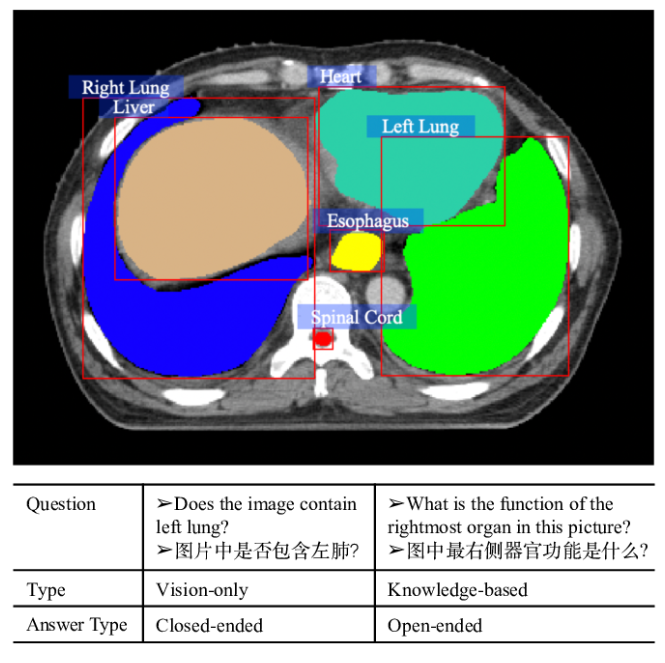 Heart
Right Lung
Liver
Left Lung
Esophagus
Spinal Cord
Question
➢Does the image contain
left lung?
➢图片中是否包含左肺?
➢What is the function of the
rightmost organ in this picture?
➢图中最右侧器官功能是什么?
Type
Vision-only
Knowledge-based
Answer Type
Closed-ended
Open-ended